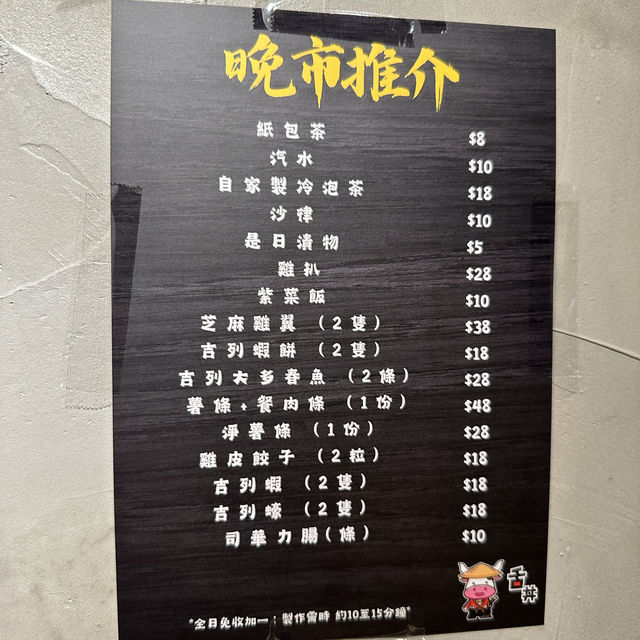 晚市推介
紙包茶 $8
汽水 $10
自家製冷泡茶 $18
沙律 $10
是日漬物 $5
雞扒 $28
紫菜飯 $10
芝麻雞翼 (2隻) $38
吉列蝦餅 (2隻) $18
吉列大多春魚 (2條) $28
薯條·餐肉條 (1份) $48
淨薯條 (1份) $28
雞皮餃子 (2粒) $18
吉列蝦 (2隻) $18
吉列蠔 (2隻) $18
司華力腸(條) $10
舌丼
*全日免收加一；製作需時 約10至15分鐘*